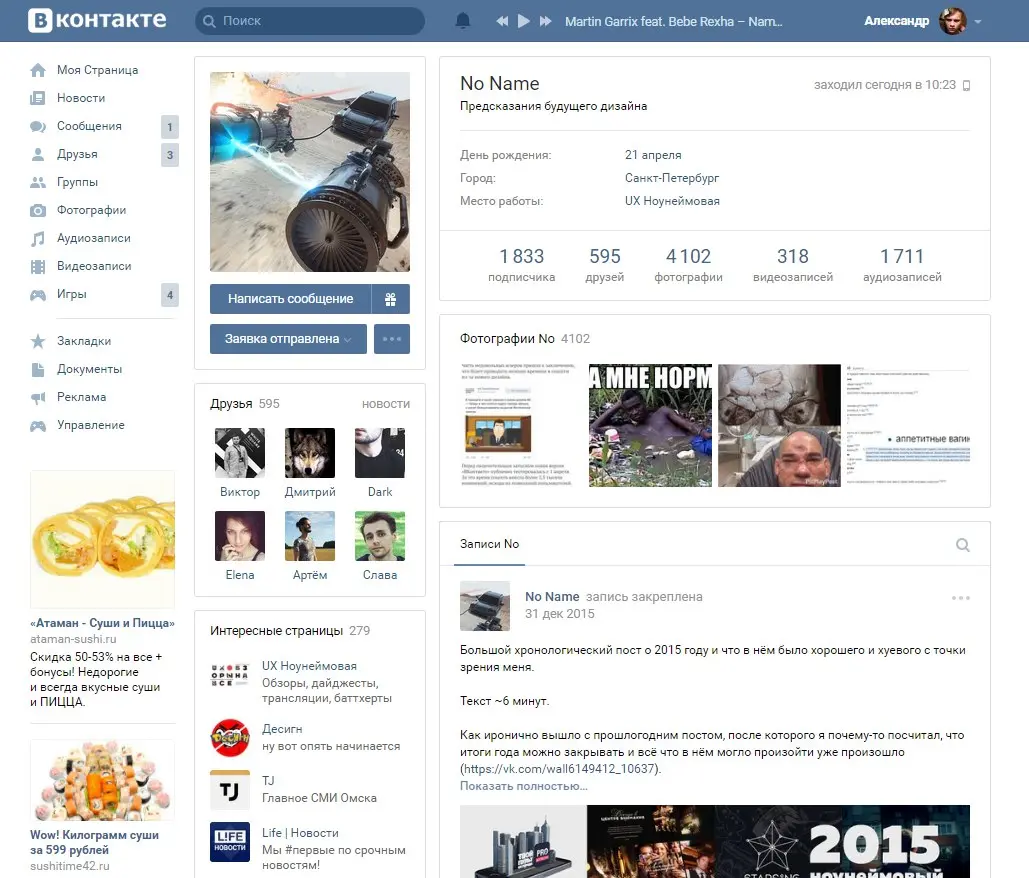 Вконтакте
Поиск
Martin Garrix feat. Bebe Rexha – Nam...
Александр
Моя Страница
Новости
Сообщения 1
Друзья 3
Группы
Фотографии
Аудиозаписи
Видеозаписи
Игры 4
Закладки
Документы
Реклама
Управление
«Атаман - Суши и Пицца»
ataman-sushi.ru
Скидка 50-53% на все +
бонусы! Недорогие
и всегда вкусные суши
и ПИЦЦА.
Wow! Килограмм суши
за 599 рублей
sushitime42.ru
Написать сообщение
Заявка отправлена
Друзья 595 новости
Виктор Дмитрий Dark
Elena Артём Слава
Интересные страницы 279
UX Ноунеймовая
Обзоры, дайджесты,
трансляции, баттхерты
Десигн
ну вот опять начинается
TJ
TJ
Главное СМИ Омска
LIFE
НОВОСТИ
Life | Новости
Мы #первые по срочным
новостям!
No Name
заходил сегодня в 10:23
Предсказания будущего дизайна
День рождения: 21 апреля
Город: Санкт-Петербург
Место работы: UX Ноунеймовая
1 833 595 4 102 318 1 711
подписчика друзей фотографии видеозаписей аудиозаписей
Фотографии No 4102
А МНЕ НОРМ
аппетитные ваги
Записи No
No Name запись закреплена
31 дек 2015
Большой хронологический пост о 2015 году и что в нём было хорошего и хуевого с точки
зрения меня.
Текст ~6 минут.
Как иронично вышло с прошлогодним постом, после которого я почему-то посчитал, что
итоги года можно закрывать и всё что в нём могло произойти уже произошло
(https://vk.com/wall6149412_10637).
Показать полностью...
2015
ноунеймовый